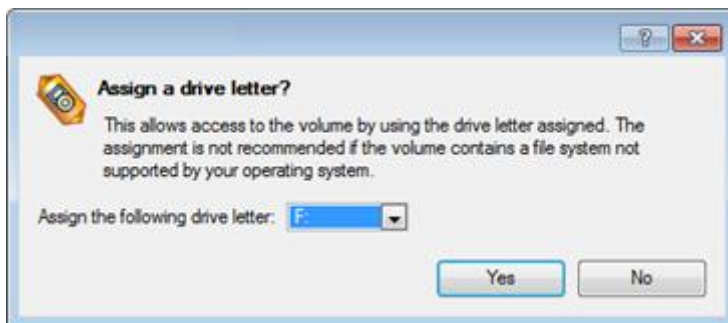 Assign a drive letter?
This allows access to the volume by using the drive letter assigned. The
assignment is not recommended if the volume contains a file system not
supported by your operating system.
Assign the following drive letter: F:
Yes No